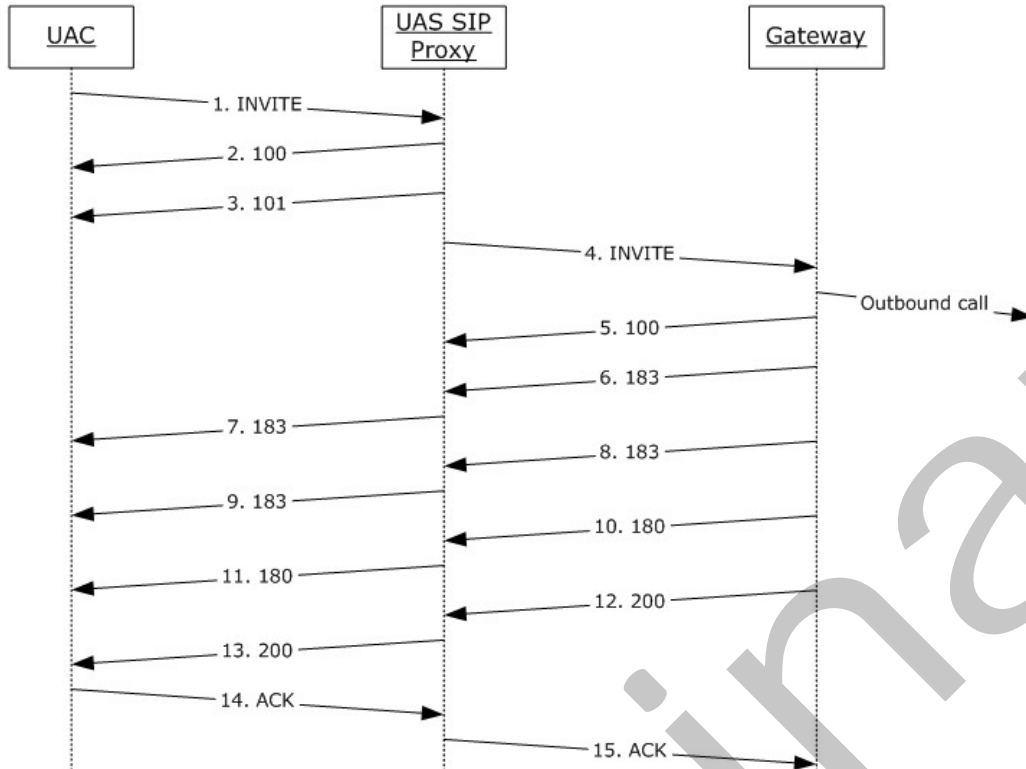 UAC
UAS SIP
Proxy
Gateway
1. INVITE
2. 100
3. 101
4. INVITE
Outbound call
5. 100
6. 183
7. 183
8. 183
9. 183
10. 180
11. 180
12. 200
13. 200
14. ACK
15. ACK
ina